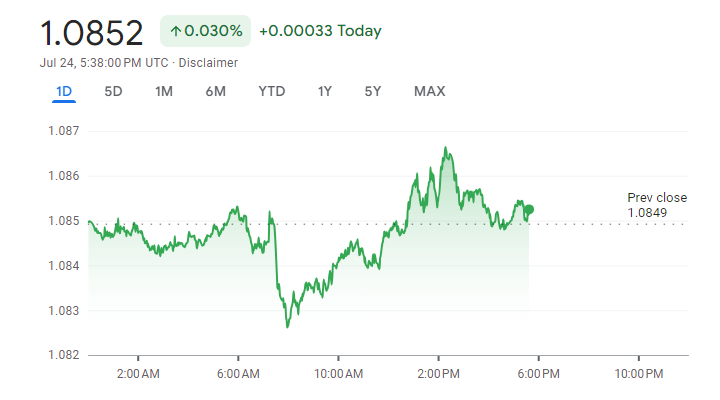 1.0852 ↑0.030% +0.00033 Today
Jul 24, 5:38:00 PM UTC · Disclaimer
1D 5D 1M 6M YTD 1Y 5Y MAX
1.087
1.086
1.085
1.084
1.083
1.082
Prev close
1.0849
2:00 AM 6:00 AM 10:00 AM 2:00 PM 6:00 PM 10:00 PM